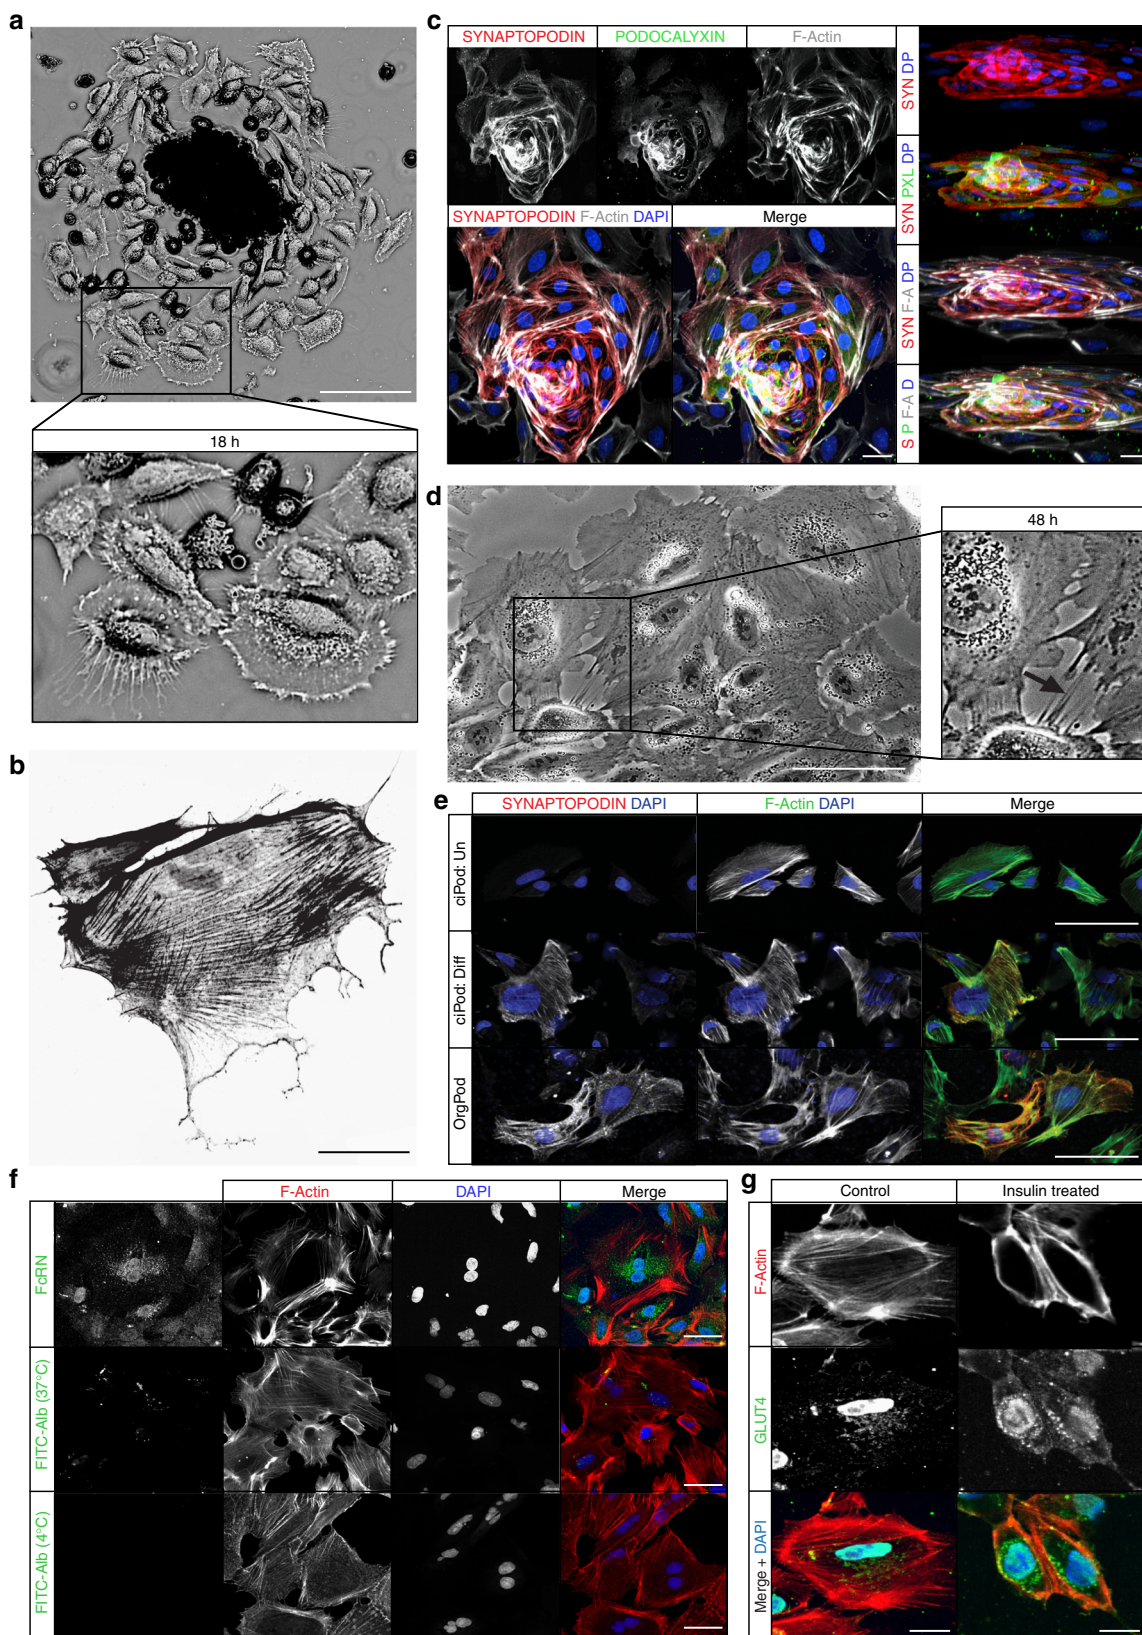 a
18 h
b
c
SYNAPTOPODIN PODOCALYXIN F-Actin
SYNAPTOPODIN F-Actin DAPI Merge
SYN DP
SYN PXL DP
SYN F-A DP
S P F-A D
d
48 h
e
SYNAPTOPODIN DAPI F-Actin DAPI Merge
ciPod: Un
ciPod: Diff
OrgPod
f
F-Actin DAPI Merge
FcRN
FITC-Alb (37°C)
FITC-Alb (4°C)
g
Control Insulin treated
F-Actin
GLUT4
Merge + DAPI